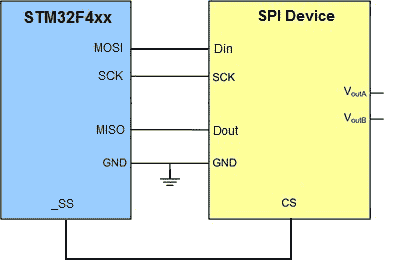 STM32F4xx
SPI Device
MOSI
Din
SCK
SCK
VoutA
VoutB
MISO
Dout
GND
GND
_SS
CS